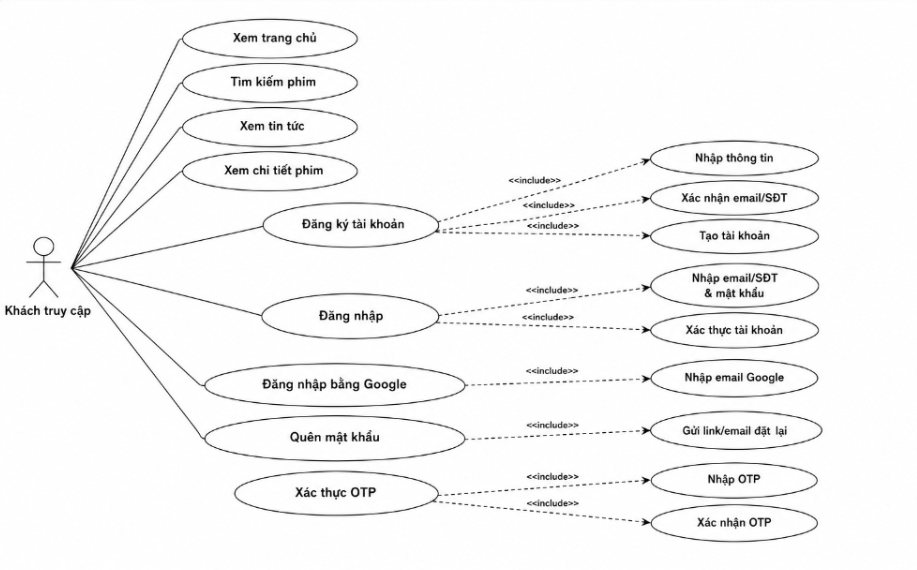 Xem trang chủ
Tìm kiếm phim
Xem tin tức
Xem chi tiết phim
Nhập thông tin
<<include>>
Xác nhận email/SĐT
<<include>>
Đăng ký tài khoản
<<include>>
Tạo tài khoản
Khách truy cập
Nhập email/SĐT
& mật khẩu
<<include>>
Đăng nhập
<<include>>
Xác thực tài khoản
Đăng nhập bằng Google
<<include>>
Nhập email Google
Quên mật khẩu
<<include>>
Gửi link/email đặt lại
Xác thực OTP
<<include>>
Nhập OTP
<<include>>
Xác nhận OTP